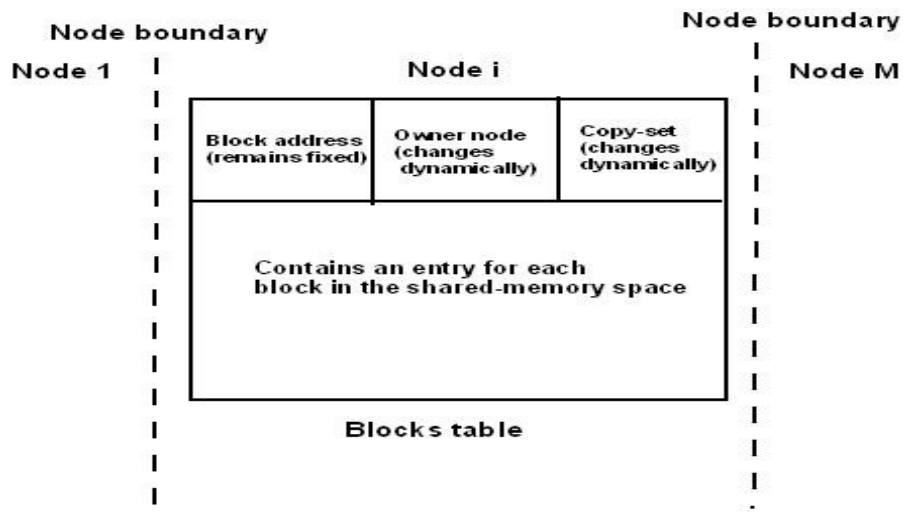 Node boundary
Node boundary
Node 1
Node i
Node M
Block address
(remains fixed)
Owner node
(changes
dynamically)
Copy-set
(changes
dynamically)
Contains an entry for each
block in the shared-memory space
Blocks table